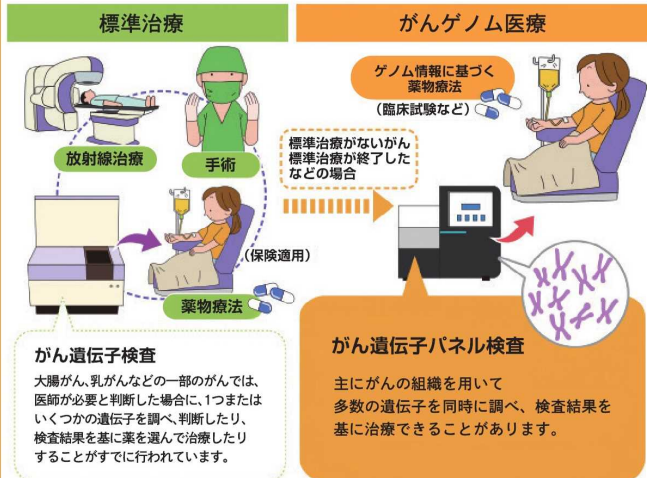 標準治療
放射線治療
手術
(保険適用)
薬物療法
がん遺伝子検査
大腸がん、乳がんなどの一部のがんでは、
医師が必要と判断した場合に、1つまたは
いくつかの遺伝子を調べ、判断したり、
検査結果を基に薬を選んで治療したり
することがすでに行われています。
標準治療がないがん
標準治療が終了した
などの場合
がんゲノム医療
ゲノム情報に基づく
薬物療法
(臨床試験など)
がん遺伝子パネル検査
主にがんの組織を用いて
多数の遺伝子を同時に調べ、検査結果を
基に治療できることがあります。